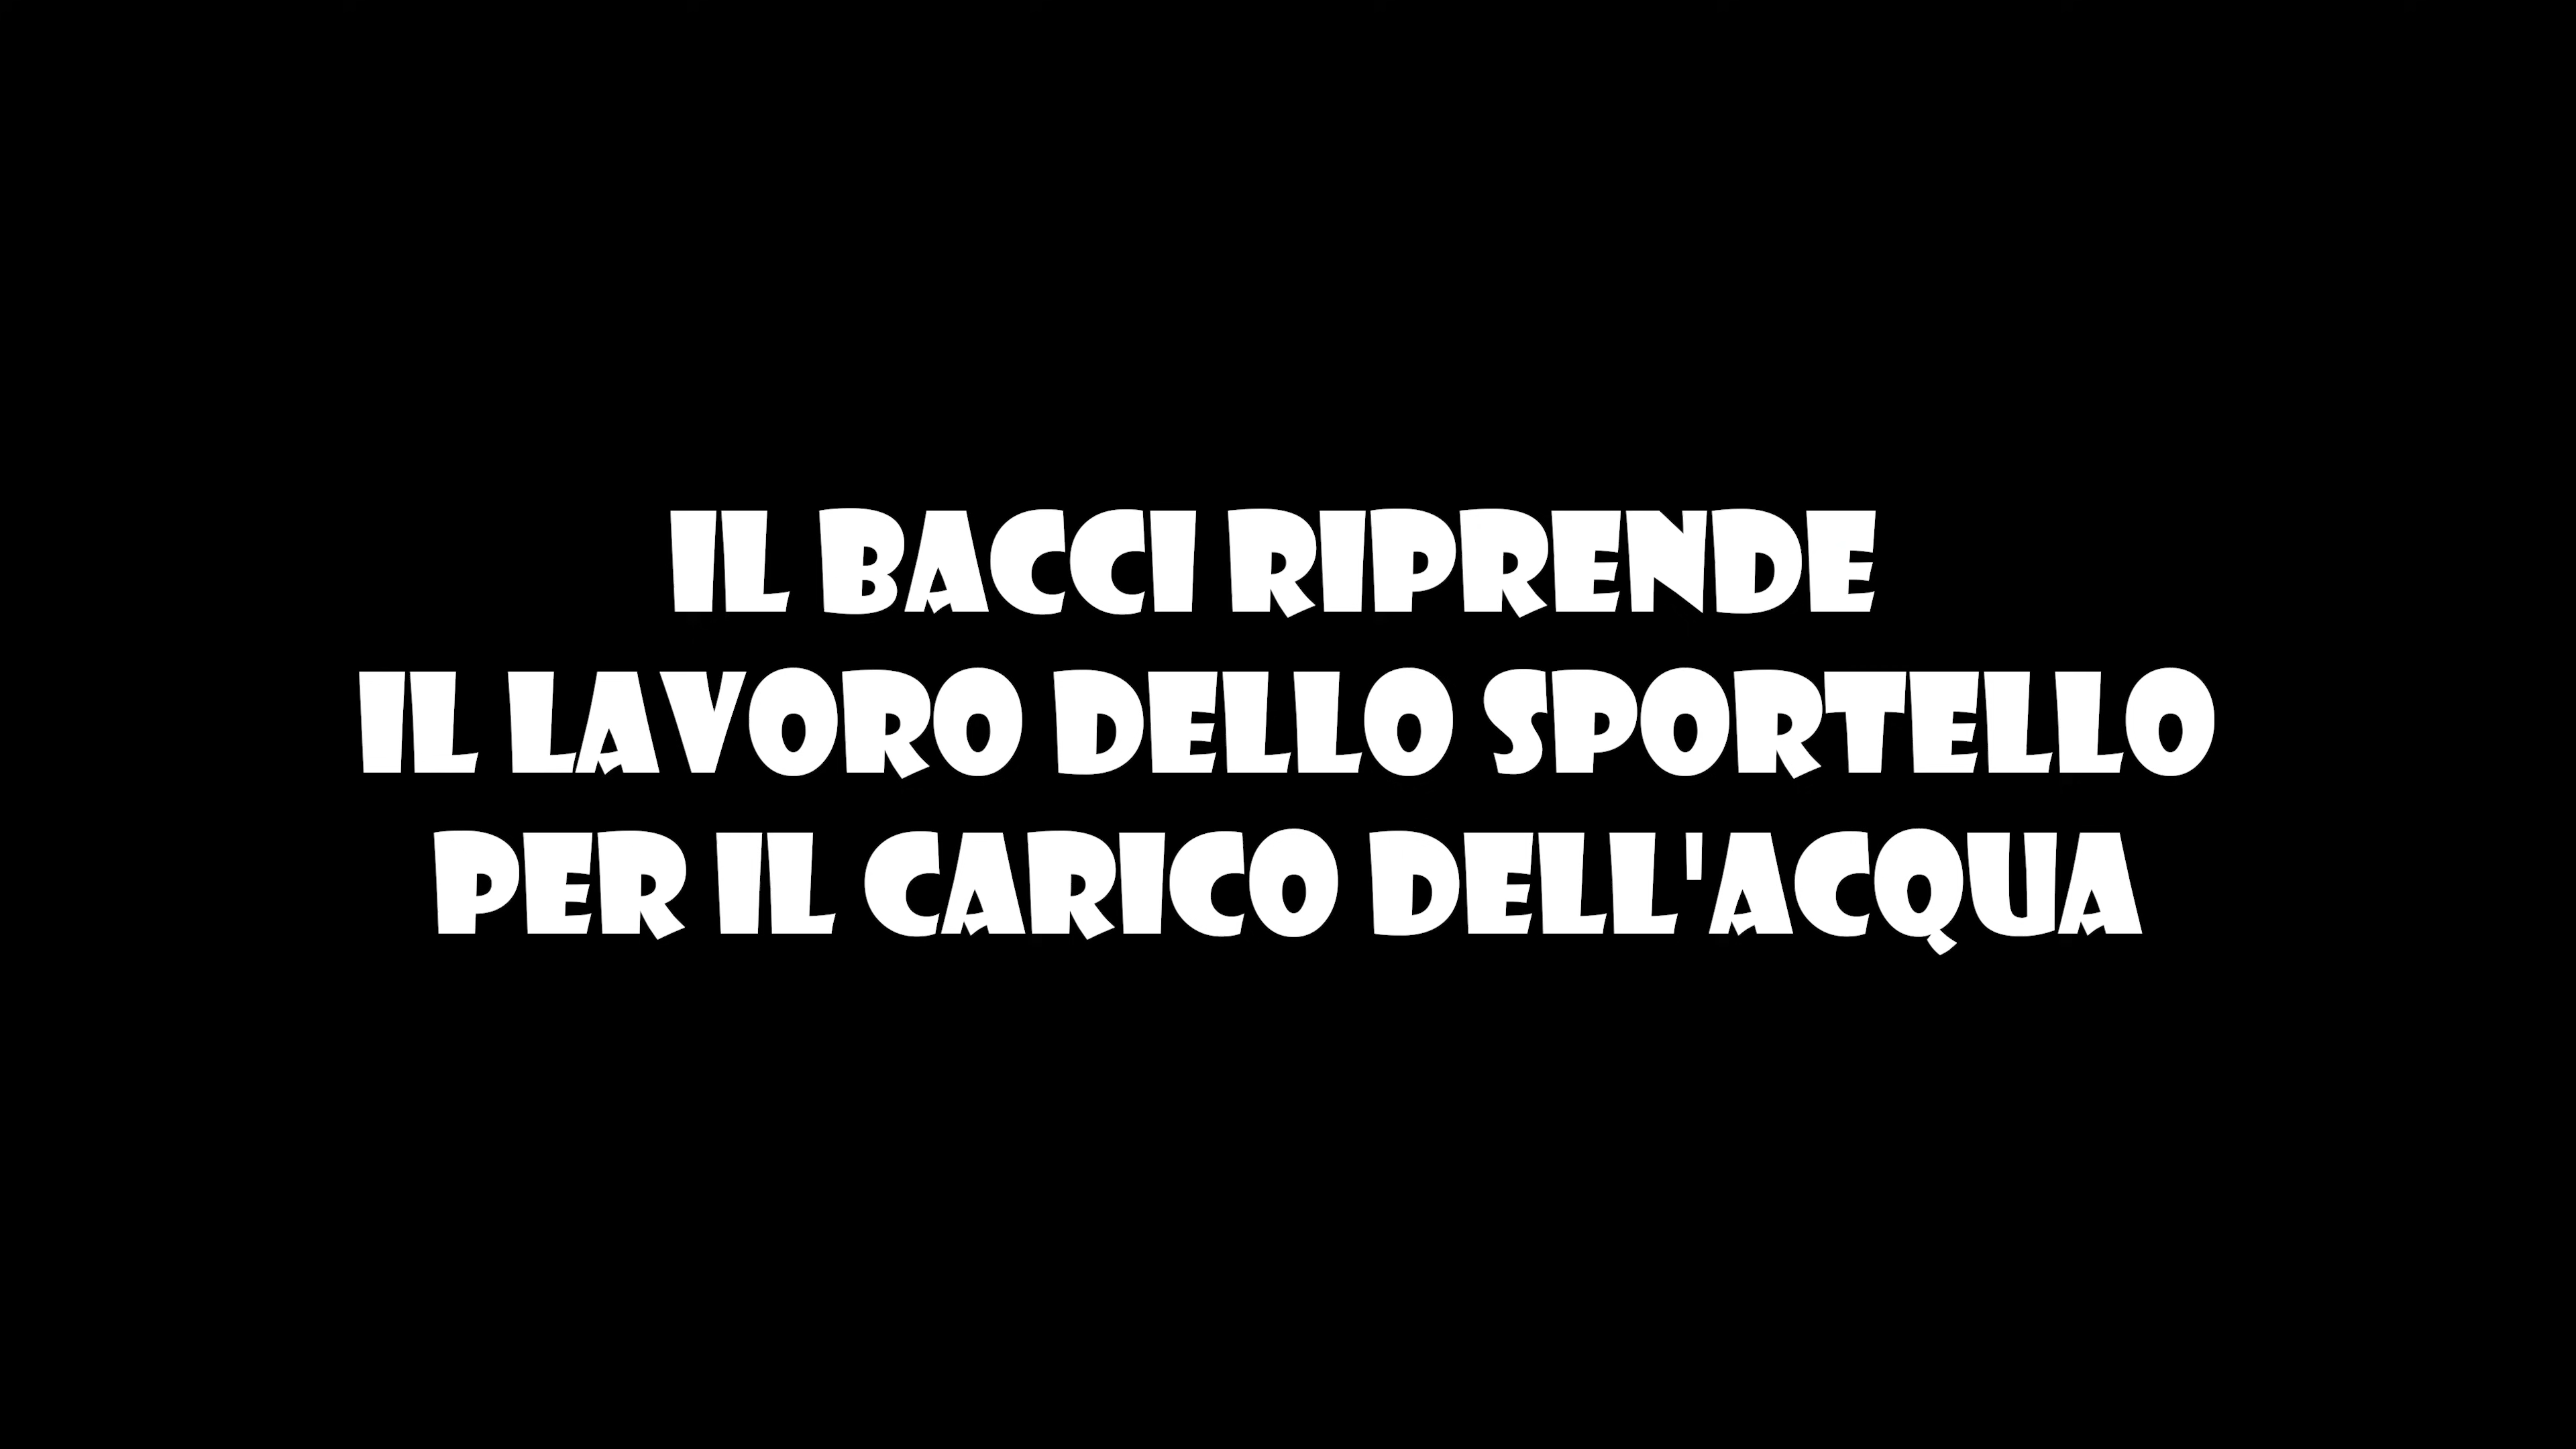 IL BACCI RIPRENDE
IL LAVORO DELLO SPORTELLO
PER IL CARICO DELL'ACQUA